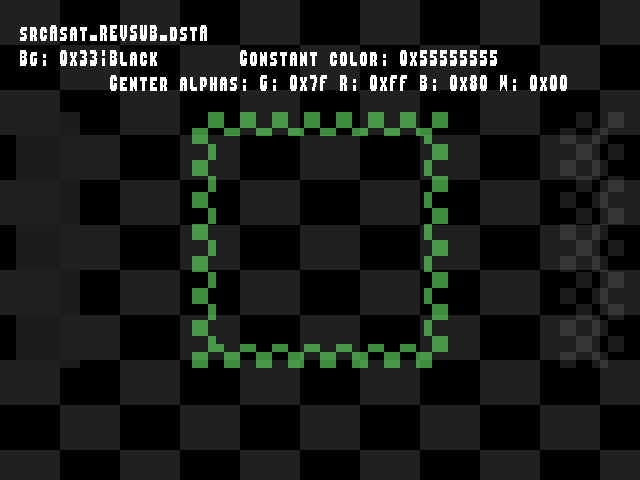 srcAsat_REVSUB_dstA
Bg: 0x33|Black Constant color: 0x55555555
Center alphas: G: 0x7f R: 0xff B: 0x80 W: 0x00